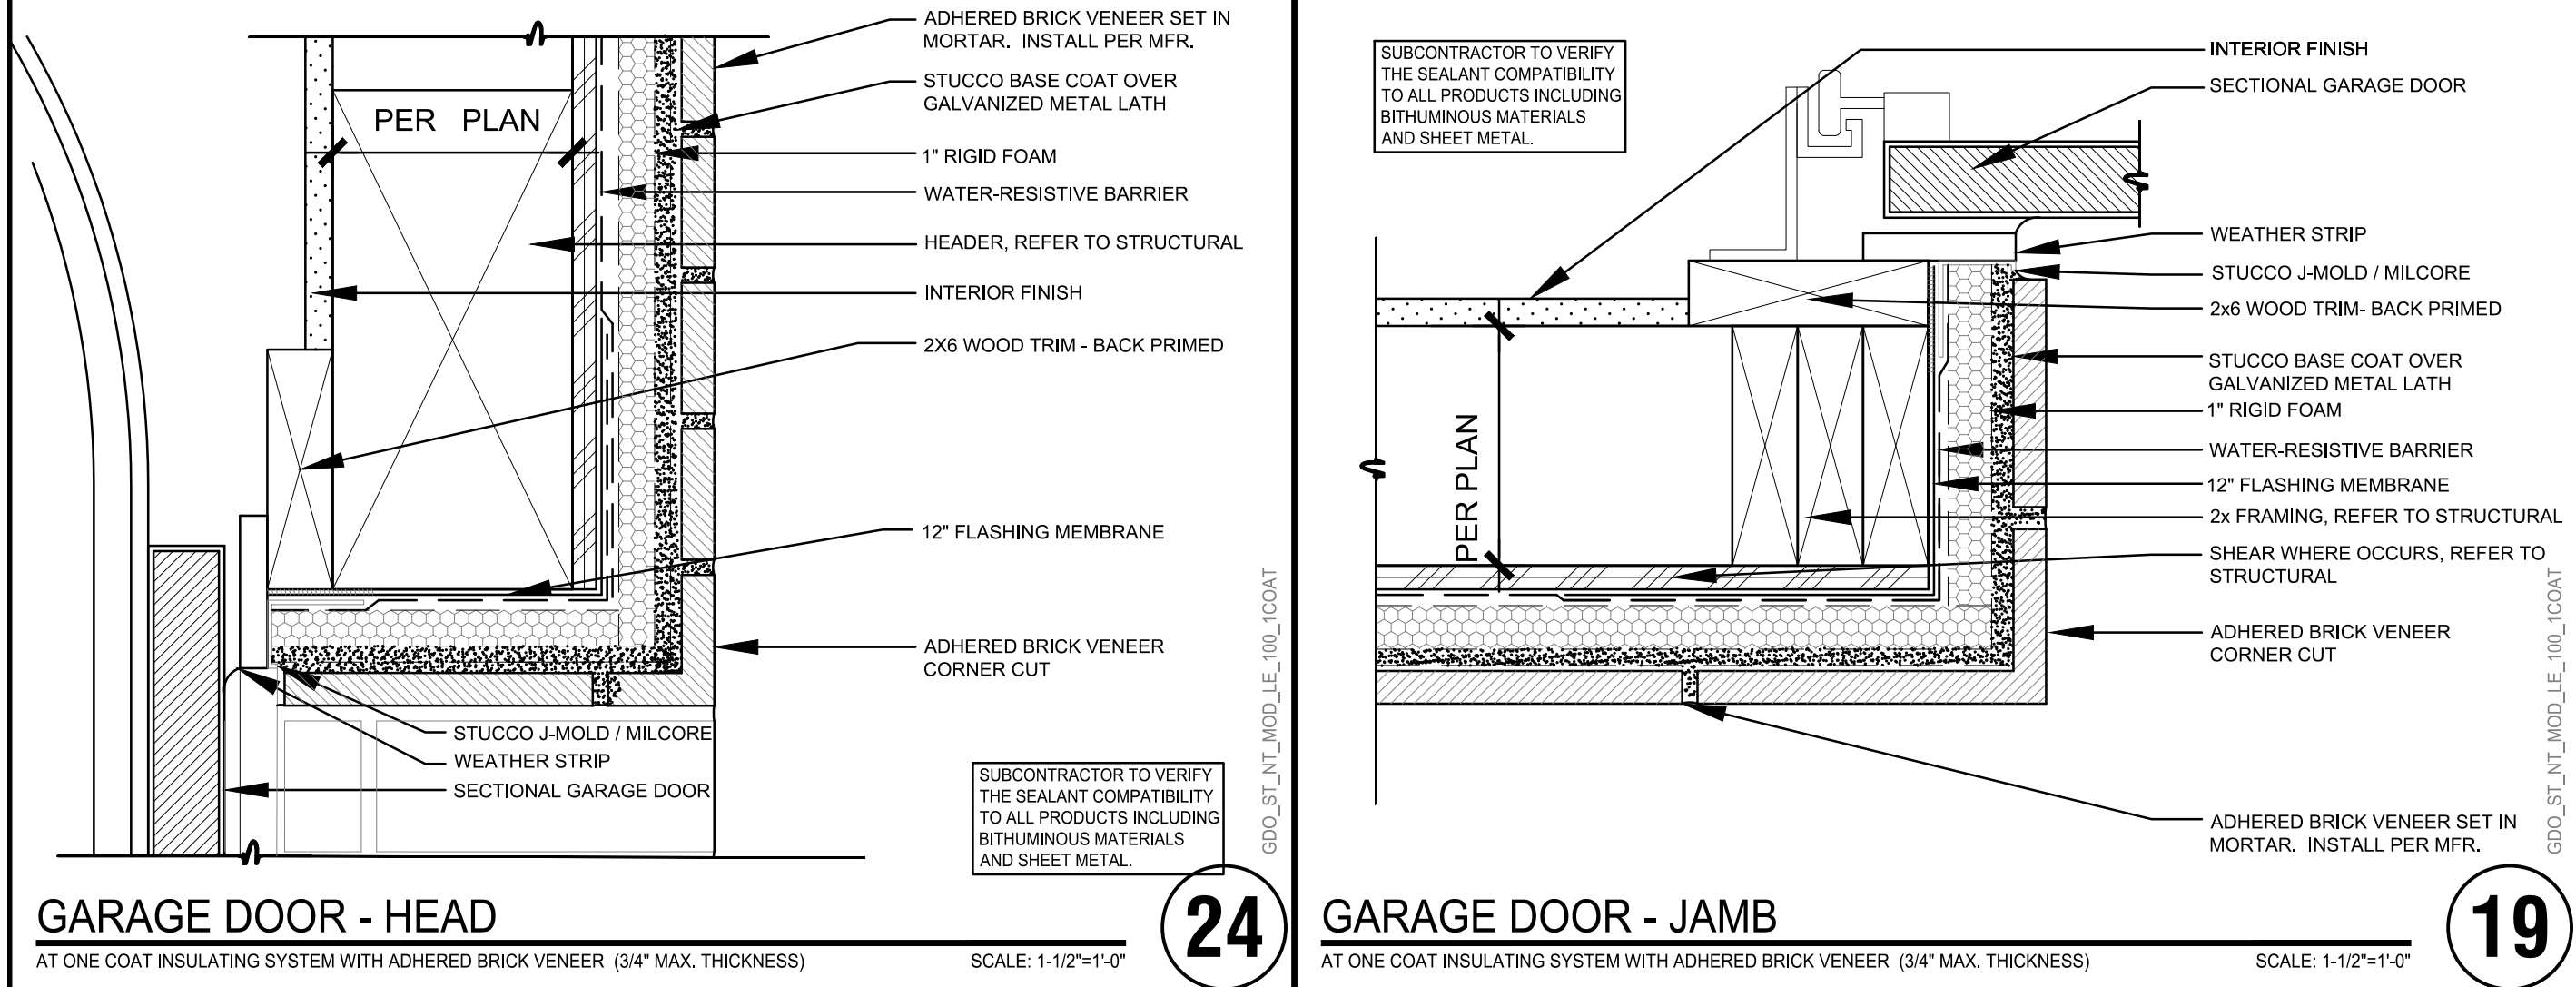 ADHERED BRICK VENEER SET IN
MORTAR. INSTALL PER MFR.
STUCCO BASE COAT OVER
GALVANIZED METAL LATH
PER PLAN
1" RIGID FOAM
WATER-RESISTIVE BARRIER
HEADER, REFER TO STRUCTURAL
INTERIOR FINISH
2X6 WOOD TRIM - BACK PRIMED
12" FLASHING MEMBRANE
ADHERED BRICK VENEER
CORNER CUT
STUCCO J-MOLD / MILCORE
WEATHER STRIP
SECTIONAL GARAGE DOOR
SUBCONTRACTOR TO VERIFY
THE SEALANT COMPATIBILITY
TO ALL PRODUCTS INCLUDING
BITHUMINOUS MATERIALS
AND SHEET METAL.
GDO_ST_NT_MOD_LE_100_1COAT
GARAGE DOOR - HEAD
24
AT ONE COAT INSULATING SYSTEM WITH ADHERED BRICK VENEER (3/4" MAX. THICKNESS)
SCALE: 1-1/2"=1'-0"
SUBCONTRACTOR TO VERIFY
THE SEALANT COMPATIBILITY
TO ALL PRODUCTS INCLUDING
BITHUMINOUS MATERIALS
AND SHEET METAL.
INTERIOR FINISH
SECTIONAL GARAGE DOOR
WEATHER STRIP
STUCCO J-MOLD / MILCORE
2x6 WOOD TRIM- BACK PRIMED
STUCCO BASE COAT OVER
GALVANIZED METAL LATH
1" RIGID FOAM
WATER-RESISTIVE BARRIER
12" FLASHING MEMBRANE
2x FRAMING, REFER TO STRUCTURAL
SHEAR WHERE OCCURS, REFER TO
STRUCTURAL
PER PLAN
ADHERED BRICK VENEER
CORNER CUT
ADHERED BRICK VENEER SET IN
MORTAR. INSTALL PER MFR.
GDO_ST_NT_MOD_LE_100_1COAT
GARAGE DOOR - JAMB
19
AT ONE COAT INSULATING SYSTEM WITH ADHERED BRICK VENEER (3/4" MAX. THICKNESS)
SCALE: 1-1/2"=1'-0"